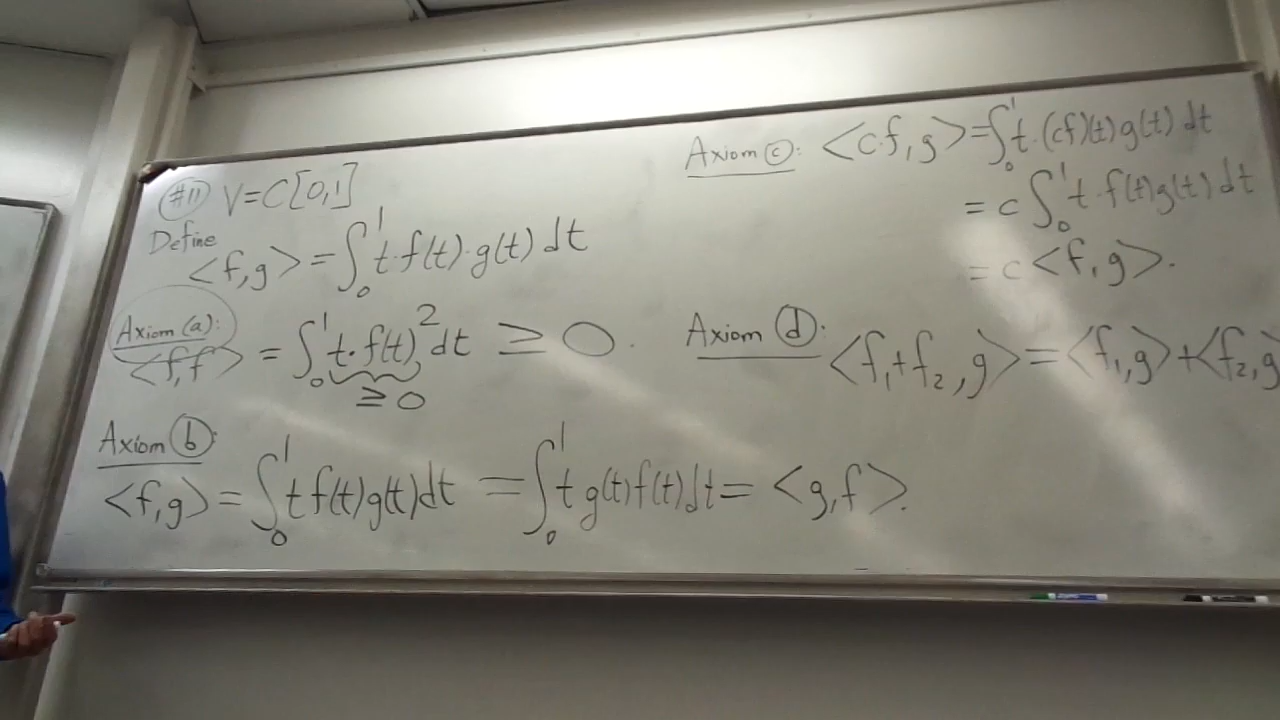 #11 V=C[0,1]
Define
<f,g> = ∫₀¹ t·f(t)·g(t) dt
Axiom (a):
<f,f> = ∫₀¹ t·f(t)² dt ≥ 0.
≥ 0
Axiom (b):
<f,g> = ∫₀¹ t f(t)g(t)dt = ∫₀¹ t g(t)f(t)dt = <g,f>.
Axiom (c): <c·f,g> = ∫₀¹ t·(cf)(t)g(t) dt
= c ∫₀¹ t·f(t)g(t) dt
= c<f,g>.
Axiom (d):
<f₁+f₂,g> = <f₁,g> + <f₂,g>